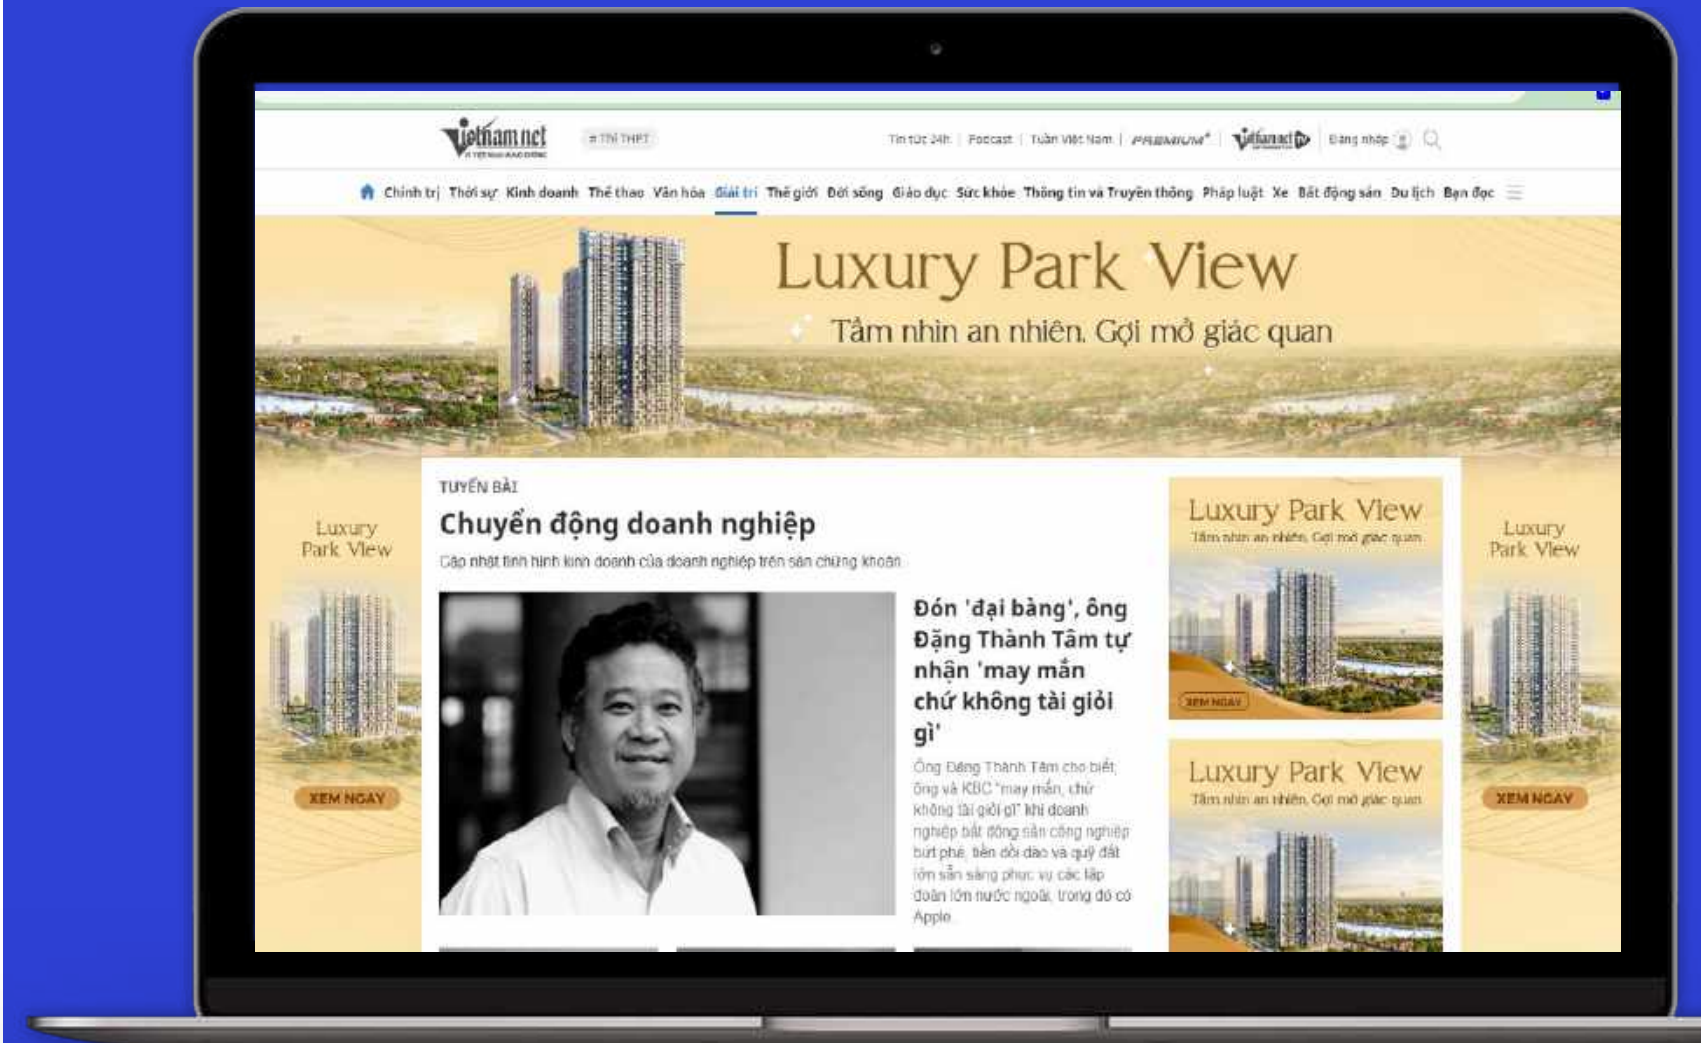 vietnamnet
# Thi THPT
Tin tức 24h | Podcast | Tuần Việt Nam | PREMIUM | vietnamnet TV | Đăng nhập
Chính trị Thời sự Kinh doanh Thể thao Văn hóa Giải trí Thế giới Đời sống Giáo dục Sức khỏe Thông tin và Truyền thông Pháp luật Xe Bất động sản Du lịch Bạn đọc
Luxury Park View
Tầm nhìn an nhiên. Gợi mở giác quan
Luxury
Park View
XEM NGAY
TUYẾN BÀI
Chuyển động doanh nghiệp
Cập nhật tình hình kinh doanh của doanh nghiệp trên sàn chứng khoán
Đón 'đại bàng', ông
Đặng Thành Tâm tự
nhận 'may mắn
chứ không tài giỏi
gì'
Ông Đặng Thành Tâm cho biết,
ông và KBC "may mắn, chứ
không tài giỏi gì" khi doanh
nghiệp bất động sản công nghiệp
bứt phá, tiền dồi dào và quỹ đất
lớn sẵn sàng phục vụ các tập
đoàn lớn nước ngoài, trong đó có
Apple.
Luxury Park View
Tầm nhìn an nhiên. Gợi mở giác quan
XEM NGAY
Luxury Park View
Tầm nhìn an nhiên. Gợi mở giác quan
Luxury
Park View
XEM NGAY